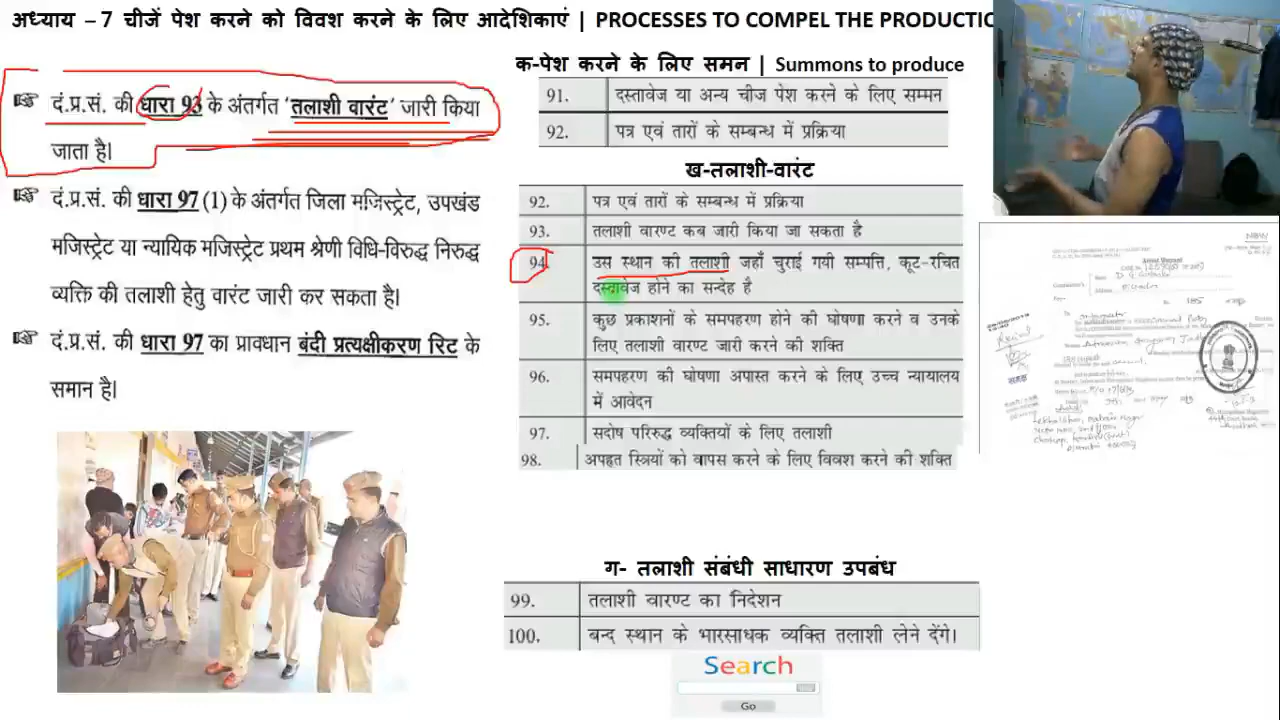 अध्याय – 7 चीजें पेश करने को विवश करने के लिए आदेशिकाएं | PROCESSES TO COMPEL THE PRODUCTIO
☞ दं.प्र.सं. की धारा 93 के अंतर्गत 'तलाशी वारंट' जारी किया
जाता है।
☞ दं.प्र.सं. की धारा 97 (1) के अंतर्गत जिला मजिस्ट्रेट, उपखंड
मजिस्ट्रेट या न्यायिक मजिस्ट्रेट प्रथम श्रेणी विधि-विरुद्ध निरुद्ध
व्यक्ति की तलाशी हेतु वारंट जारी कर सकता है।
☞ दं.प्र.सं. की धारा 97 का प्रावधान बंदी प्रत्यक्षीकरण रिट के
समान है।
क-पेश करने के लिए समन | Summons to produce
91. दस्तावेज या अन्य चीज पेश करने के लिए सम्मन
92. पत्र एवं तारों के सम्बन्ध में प्रक्रिया
ख-तलाशी-वारंट
92. पत्र एवं तारों के सम्बन्ध में प्रक्रिया
93. तलाशी वारण्ट कब जारी किया जा सकता है
94. उस स्थान की तलाशी जहाँ चुराई गयी सम्पत्ति, कूट-रचित
दस्तावेज होने का सन्देह है
95. कुछ प्रकाशनों के समपहरण होने की घोषणा करने व उनके
लिए तलाशी वारण्ट जारी करने की शक्ति
96. समपहरण की घोषणा अपास्त करने के लिए उच्च न्यायालय
में आवेदन
97. सदोष परिरुद्ध व्यक्तियों के लिए तलाशी
98. अपहृत स्त्रियों को वापस करने के लिए विवश करने की शक्ति
ग- तलाशी संबंधी साधारण उपबंध
99. तलाशी वारण्ट का निदेशन
100. बन्द स्थान के भारसाधक व्यक्ति तलाशी लेने देंगे।
Search
Go